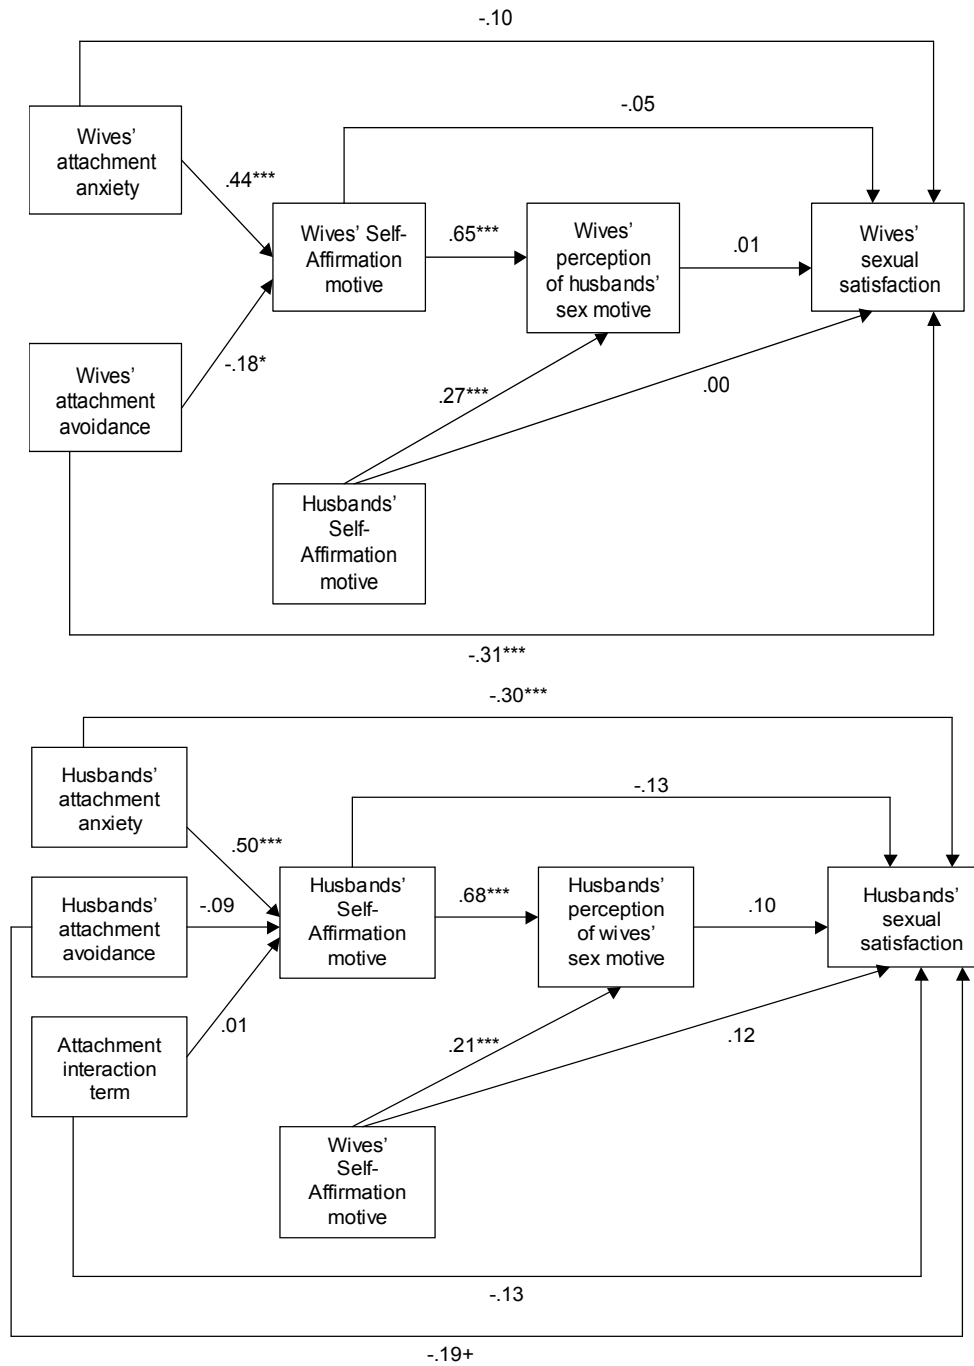 -.10
-.05
Wives’
attachment
anxiety
.44***
Wives’ Self-
Affirmation
motive
.65***
Wives’
perception
of husbands’
sex motive
.01
Wives’
sexual
satisfaction
-.18*
Wives’
attachment
avoidance
.27***
.00
Husbands’
Self-
Affirmation
motive
-.31***
-.30***
Husbands’
attachment
anxiety
-.13
.50***
Husbands’
attachment
avoidance
-.09
Husbands’
Self-
Affirmation
motive
.68***
Husbands’
perception
of wives’
sex motive
.10
Husbands’
sexual
satisfaction
.01
Attachment
interaction
term
.21***
.12
Wives’
Self-
Affirmation
motive
-.13
-.19+